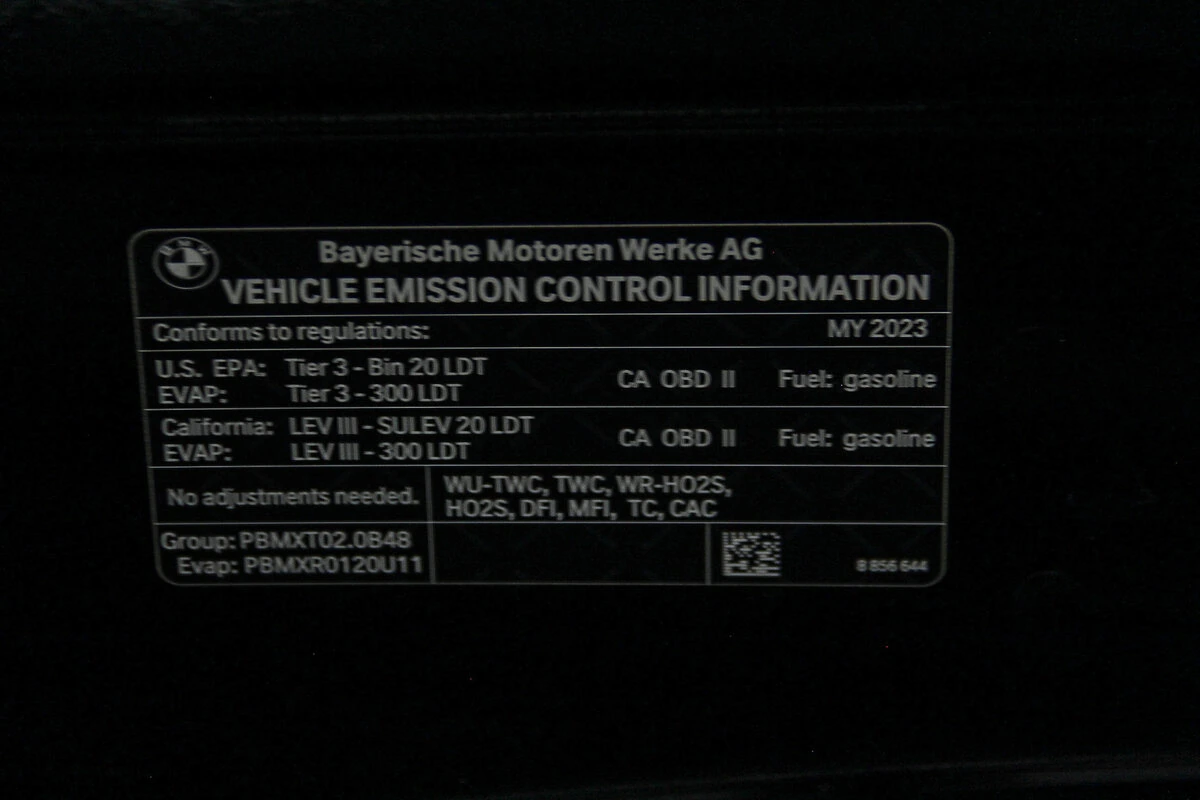 BMW
Bayerische Motoren Werke AG
VEHICLE EMISSION CONTROL INFORMATION
Conforms to regulations: MY 2023
U.S. EPA: Tier 3 - Bin 20 LDT
EVAP: Tier 3 - 300 LDT
CA OBD II Fuel: gasoline
California: LEV III - SULEV 20 LDT
EVAP: LEV III - 300 LDT
CA OBD II Fuel: gasoline
No adjustments needed.
WU-TWC, TWC, WR-HO2S,
HO2S, DFI, MFI, TC, CAC
Group: PBMXT02.0B48
Evap: PBMXR0120U11
8 856 644